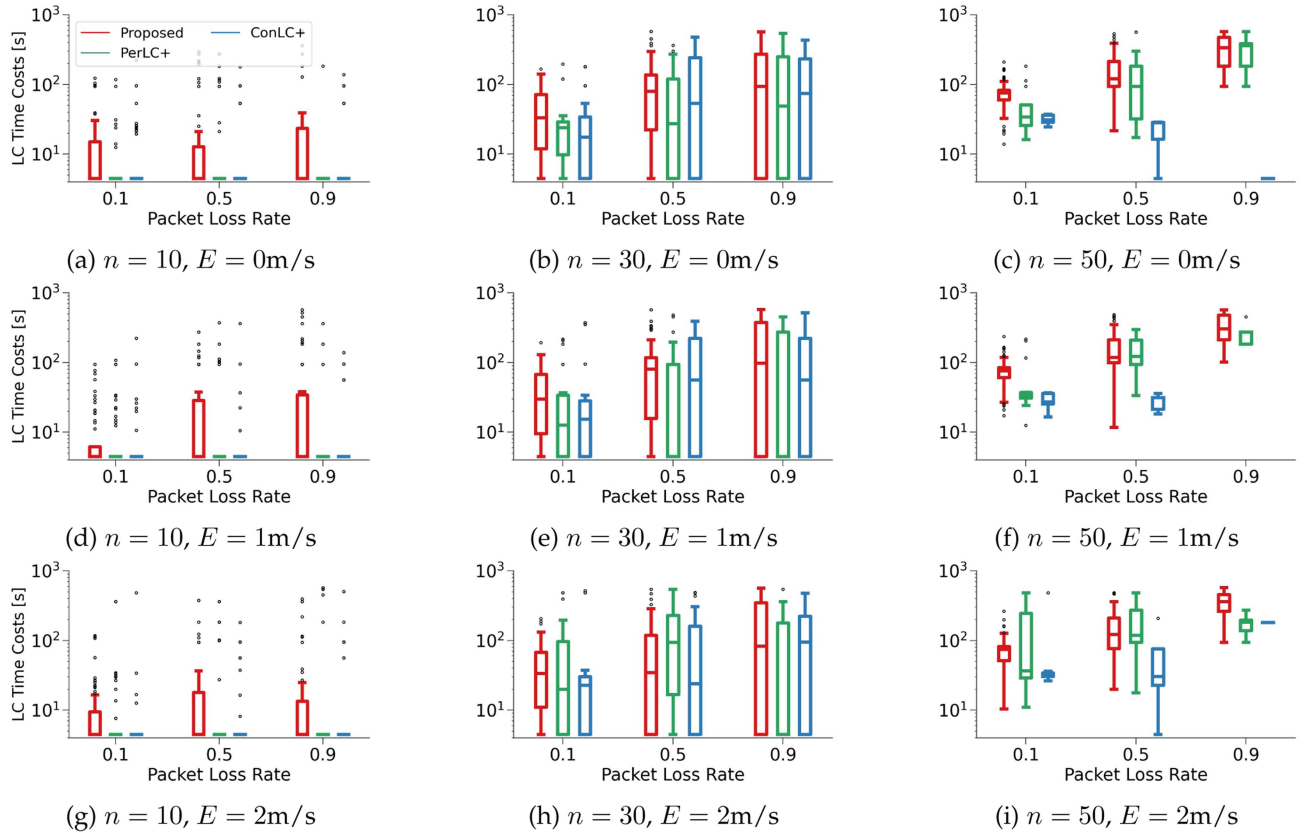 LC Time Costs [s]
10³
10²
10¹
Proposed
PerLC+
ConLC+
0.1 0.5 0.9
Packet Loss Rate
(a) n = 10, E = 0m/s
10³
10²
10¹
0.1 0.5 0.9
Packet Loss Rate
(b) n = 30, E = 0m/s
10³
10²
10¹
0.1 0.5 0.9
Packet Loss Rate
(c) n = 50, E = 0m/s
LC Time Costs [s]
10³
10²
10¹
0.1 0.5 0.9
Packet Loss Rate
(d) n = 10, E = 1m/s
10³
10²
10¹
0.1 0.5 0.9
Packet Loss Rate
(e) n = 30, E = 1m/s
10³
10²
10¹
0.1 0.5 0.9
Packet Loss Rate
(f) n = 50, E = 1m/s
LC Time Costs [s]
10³
10²
10¹
0.1 0.5 0.9
Packet Loss Rate
(g) n = 10, E = 2m/s
10³
10²
10¹
0.1 0.5 0.9
Packet Loss Rate
(h) n = 30, E = 2m/s
10³
10²
10¹
0.1 0.5 0.9
Packet Loss Rate
(i) n = 50, E = 2m/s